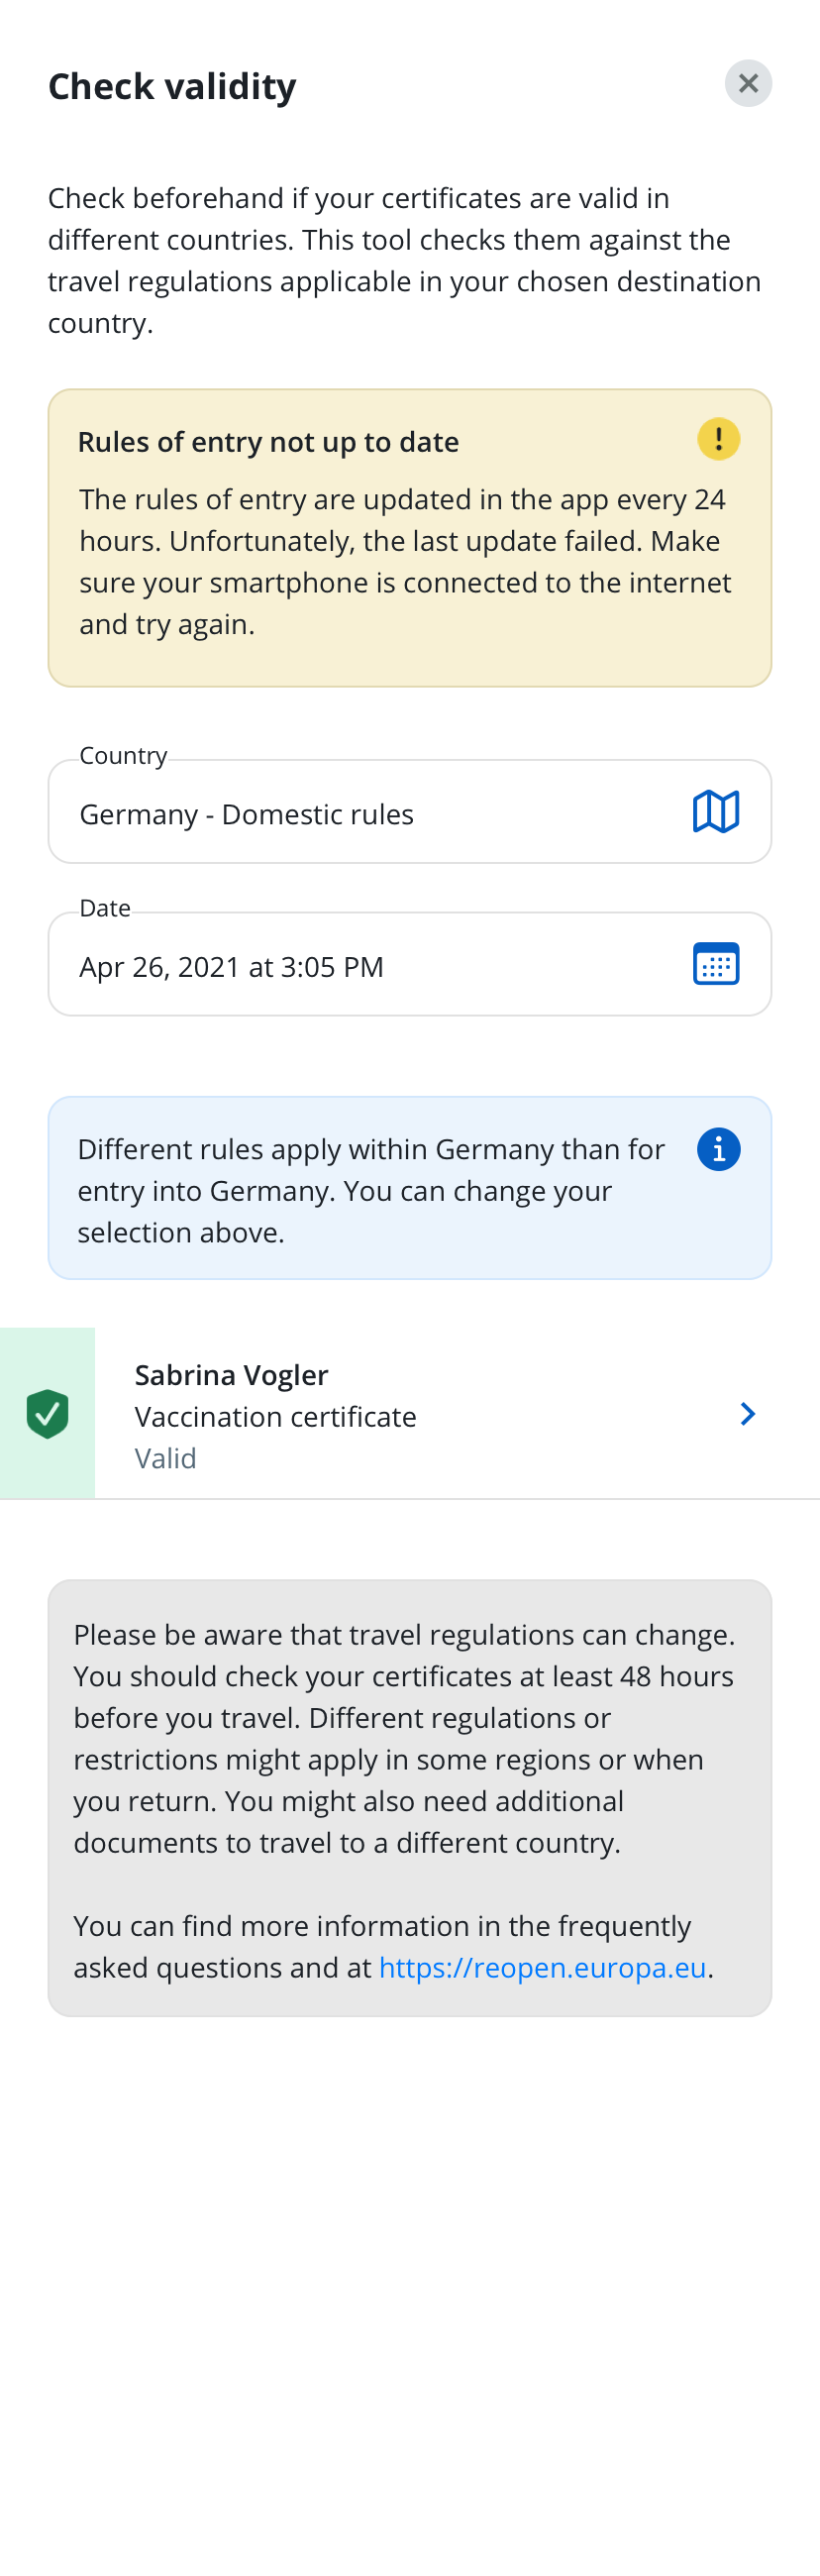 Check validity
Check beforehand if your certificates are valid in
different countries. This tool checks them against the
travel regulations applicable in your chosen destination
country.
Rules of entry not up to date
The rules of entry are updated in the app every 24
hours. Unfortunately, the last update failed. Make
sure your smartphone is connected to the internet
and try again.
Country
Germany - Domestic rules
Date
Apr 26, 2021 at 3:05 PM
Different rules apply within Germany than for
entry into Germany. You can change your
selection above.
Sabrina Vogler
Vaccination certificate
Valid
Please be aware that travel regulations can change.
You should check your certificates at least 48 hours
before you travel. Different regulations or
restrictions might apply in some regions or when
you return. You might also need additional
documents to travel to a different country.
You can find more information in the frequently
asked questions and at https://reopen.europa.eu.